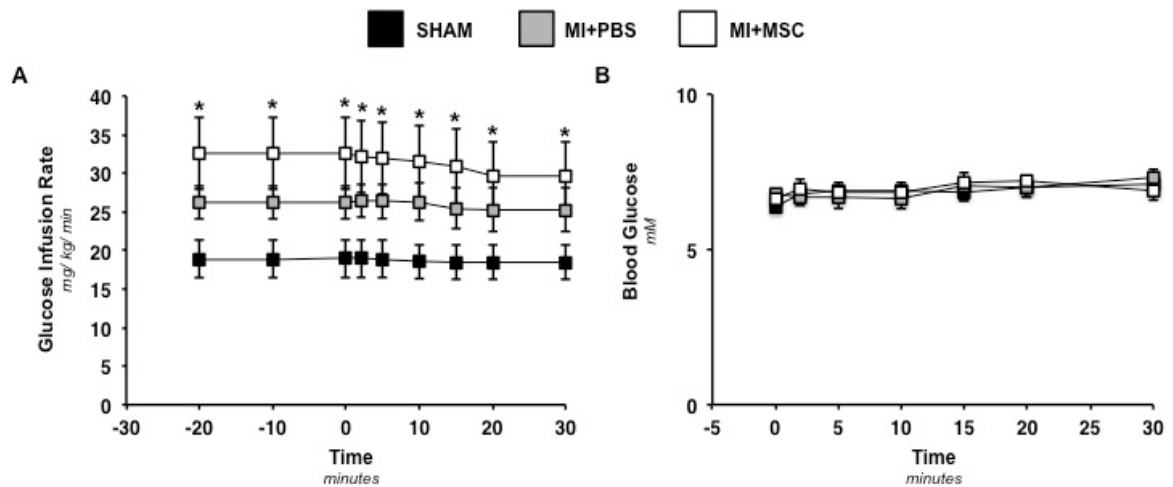 SHAM MI+PBS MI+MSC
A
Glucose Infusion Rate
mg/ kg/ min
40
35
30
25
20
15
10
5
0
* * * * * * * * *
-30 -20 -10 0 10 20 30
Time
minutes
B
Blood Glucose
mM
10
5
0
-5 0 5 10 15 20 25 30
Time
minutes